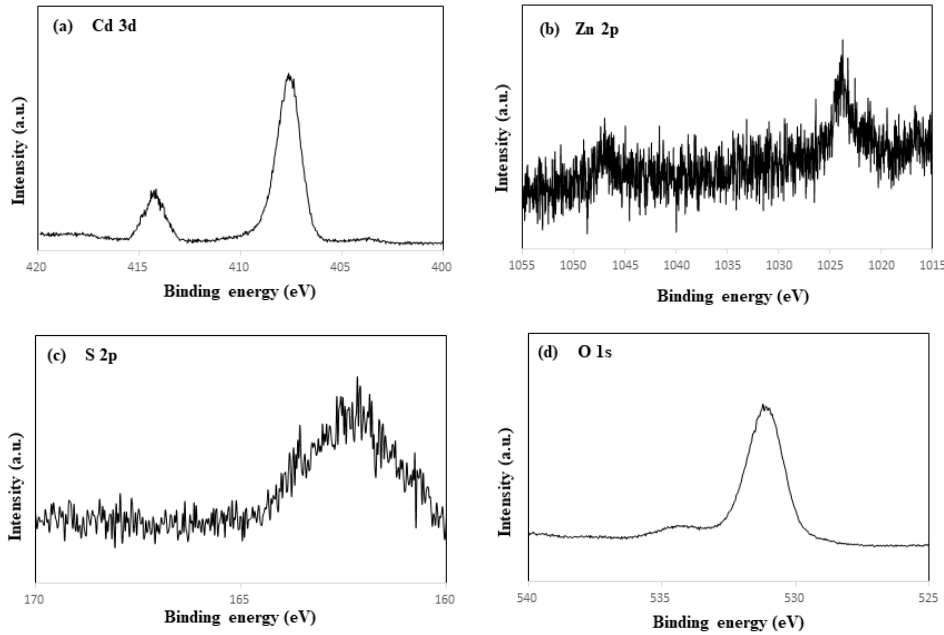 (a) Cd 3d
Intensity (a.u.)
420 415 410 405 400
Binding energy (eV)
(b) Zn 2p
Intensity (a.u.)
1055 1050 1045 1040 1035 1030 1025 1020 1015
Binding energy (eV)
(c) S 2p
Intensity (a.u.)
170 165 160
Binding energy (eV)
(d) O 1s
Intensity (a.u.)
540 535 530 525
Binding energy (eV)